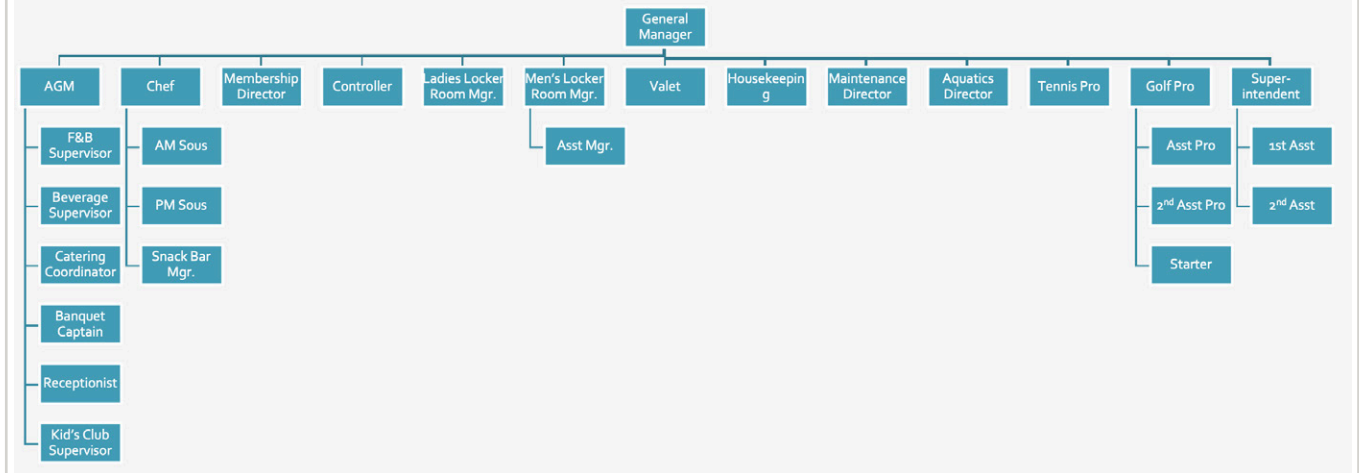 General
Manager
AGM
Chef
Membership
Director
Controller
Ladies Locker
Room Mgr.
Men's Locker
Room Mgr.
Valet
Housekeepin
g
Maintenance
Director
Aquatics
Director
Tennis Pro
Golf Pro
Super-
intendent
F&B
Supervisor
AM Sous
Asst Mgr.
Asst Pro
1st Asst
Beverage
Supervisor
PM Sous
2nd Asst Pro
2nd Asst
Catering
Coordinator
Snack Bar
Mgr.
Starter
Banquet
Captain
Receptionist
Kid's Club
Supervisor